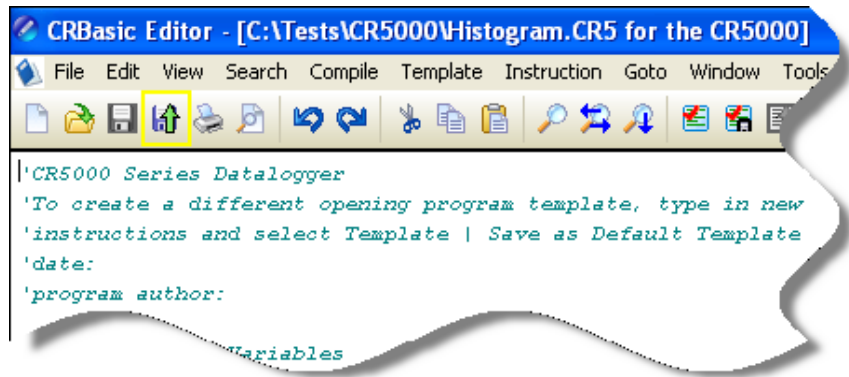 CRBasic Editor - [C:\Tests\CR5000\Histogram.CR5 for the CR5000]
File Edit View Search Compile Template Instruction Goto Window Tools
'CR5000 Series Datalogger
'To create a different opening program template, type in new
'instructions and select Template | Save as Default Template
'date:
'program author:
Variables